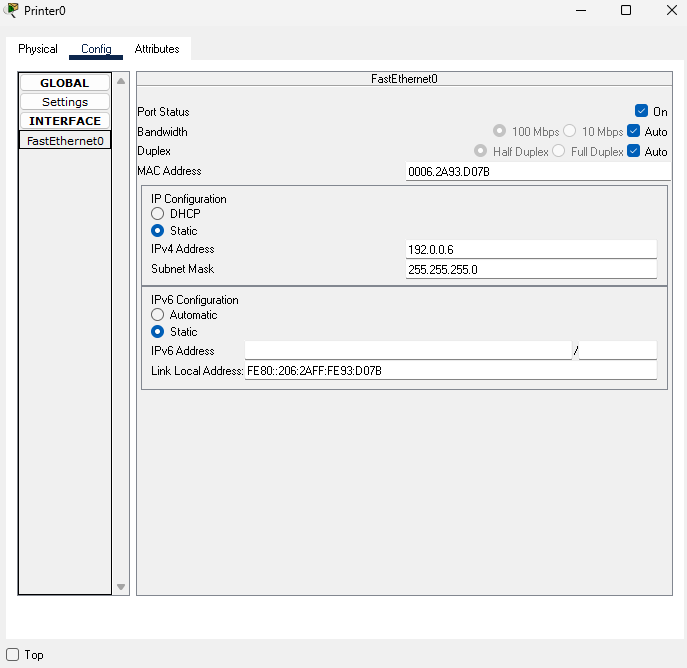 Printer0
Physical Config Attributes
GLOBAL
Settings
INTERFACE
FastEthernet0
FastEthernet0
Port Status On
Bandwidth 100 Mbps 10 Mbps Auto
Duplex Half Duplex Full Duplex Auto
MAC Address 0006.2A93.D07B
IP Configuration
DHCP
Static
IPv4 Address 192.0.0.6
Subnet Mask 255.255.255.0
IPv6 Configuration
Automatic
Static
IPv6 Address /
Link Local Address: FE80::206:2AFF:FE93:D07B
Top